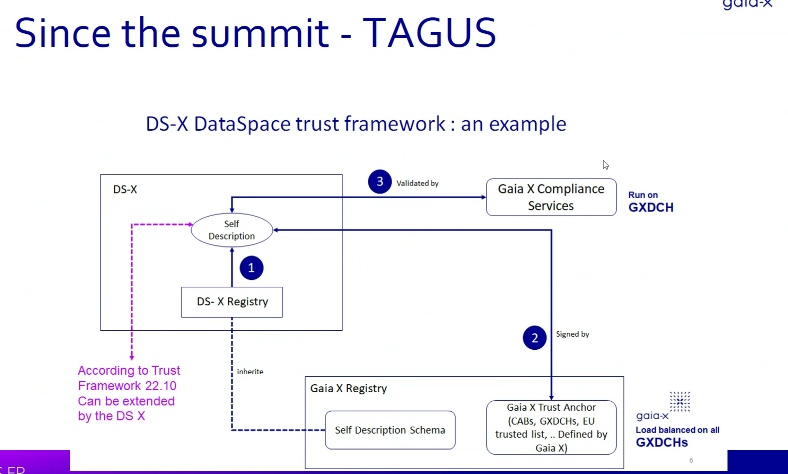 gaia-x
Since the summit - TAGUS
DS-X DataSpace trust framework : an example
DS-X
3
Validated by
Gaia X Compliance
Services
Run on
GXDCH
Self
Description
1
DS- X Registry
2
Signed by
According to Trust
Framework 22.10
Can be extended
by the DS X
inherite
Gaia X Registry
Self Description Schema
Gaia X Trust Anchor
(CABs, GXDCHs, EU
trusted list, .. Defined by
Gaia X)
gaia-x
Load balanced on all
GXDCHs
6